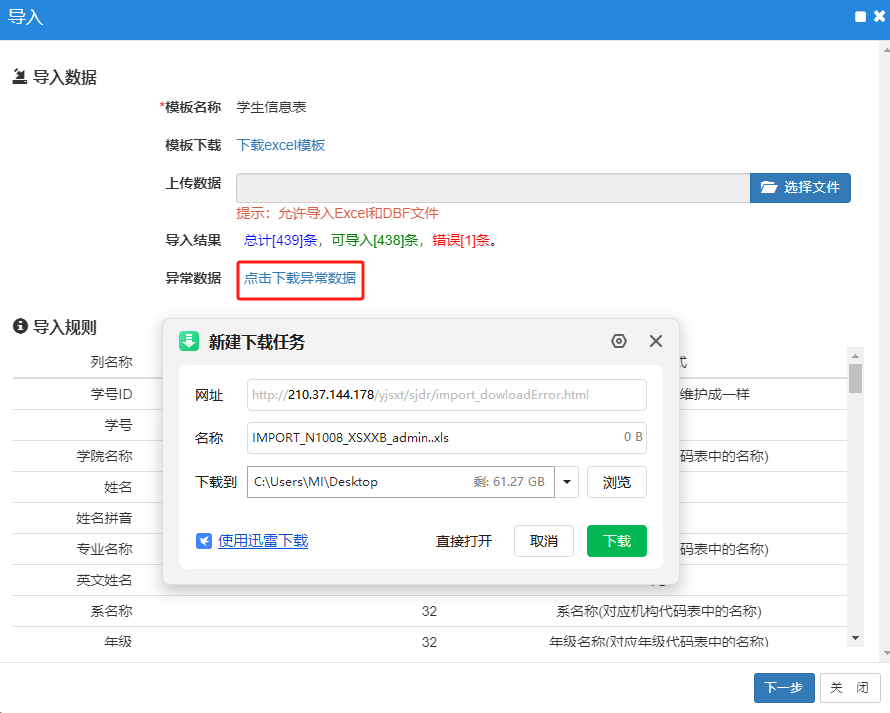 导入
导入数据
*模板名称 学生信息表
模板下载 下载excel模板
上传数据 选择文件
提示：允许导入Excel和DBF文件
导入结果 总计[439]条，可导入[438]条，错误[1]条。
异常数据 点击下载异常数据
导入规则
新建下载任务
列名称 式
网址 http://210.37.144.178/yjsxt/sjdr/import_dowloadError.html
学号ID 维护成一样
学号
名称 IMPORT_N1008_XSXXB_admin..xls 0 B
学院名称 码表中的名称)
下载到 C:\Users\MI\Desktop 剩: 61.27 GB 浏览
姓名
姓名拼音
使用迅雷下载 直接打开 取消 下载
专业名称 码表中的名称)
英文姓名
系名称 32 系名称(对应机构代码表中的名称)
年级 32 年级名称(对应年级代码表中的名称)
下一步 关 闭